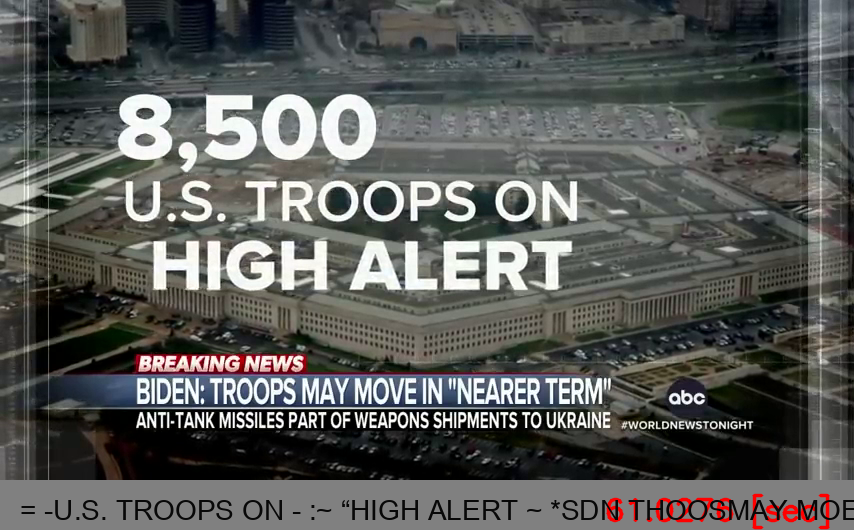 8,500
U.S. TROOPS ON
HIGH ALERT
BREAKING NEWS
BIDEN: TROOPS MAY MOVE IN "NEARER TERM"
ANTI-TANK MISSILES PART OF WEAPONS SHIPMENTS TO UKRAINE
abc
#WORLDNEWSTONIGHT
= -U.S. TROOPS ON - :~ “HIGH ALERT ~ *SDN THOOSMAY MOE
[sec]